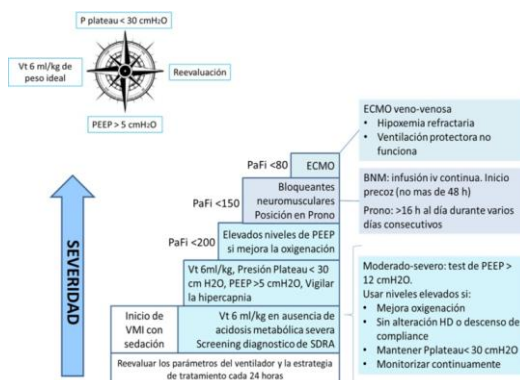 P plateau < 30 cmH2O
Vt 6 ml/kg de
peso ideal
Reevaluación
PEEP > 5 cmH2O
SEVERIDAD
PaFi <80
ECMO
PaFi <150
Bloqueantes
neuromusculares
Posición en Prono
PaFi <200
Elevados niveles de PEEP
si mejora la oxigenación
Vt 6ml/kg, Presión Plateau < 30
cm H2O, PEEP >5 cmH2O, Vigilar
la hipercapnia
Inicio de
VMI con
sedación
Vt 6 ml/kg en ausencia de
acidosis metabólica severa
Screening diagnostico de SDRA
Reevaluar los parámetros del ventilador y la estrategia
de tratamiento cada 24 horas
ECMO veno-venosa
• Hipoxemia refractaria
• Ventilación protectora no
funciona
BNM: infusión iv continua. Inicio
precoz (no mas de 48 h)
Prono: >16 h al día durante varios
días consecutivos
Moderado-severo: test de PEEP >
12 cmH2O.
Usar niveles elevados si:
• Mejora oxigenación
• Sin alteración HD o descenso de
compliance
• Mantener Pplateau< 30 cmH2O
• Monitorizar continuamente